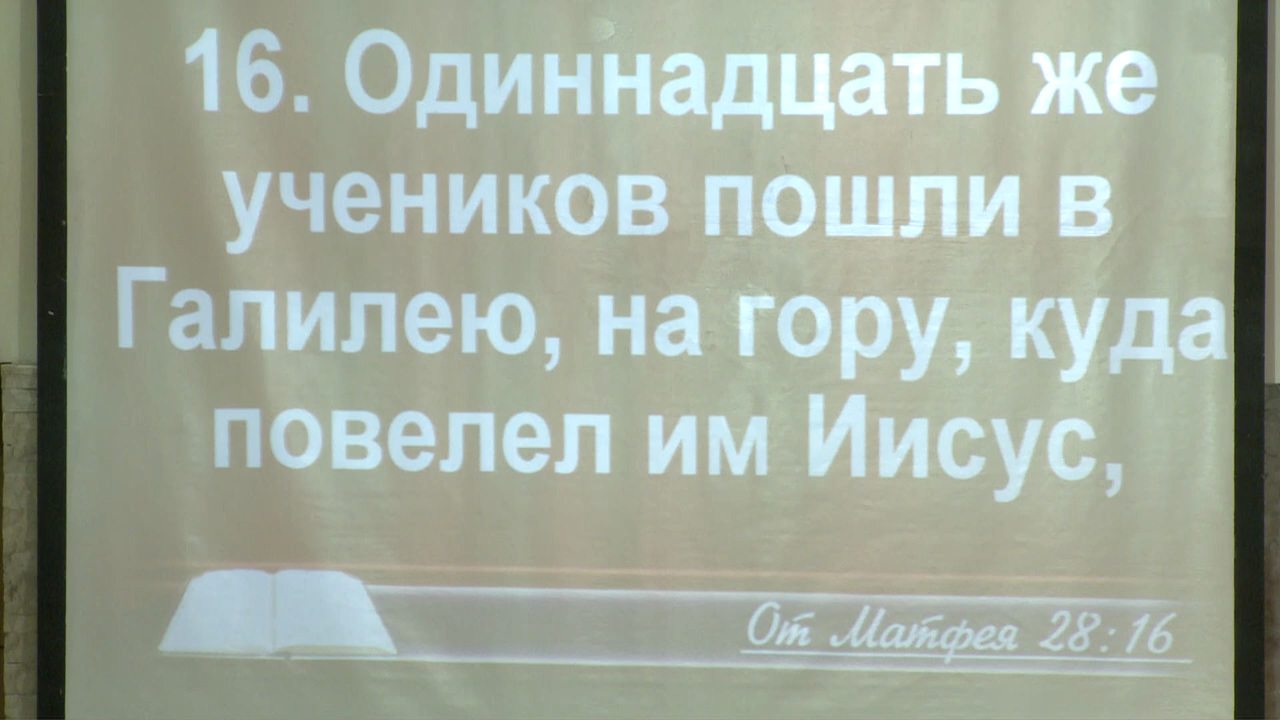 16. Одиннадцать же
учеников пошли в
Галилею, на гору, куда
повелел им Иисус,
От Матфея 28:16